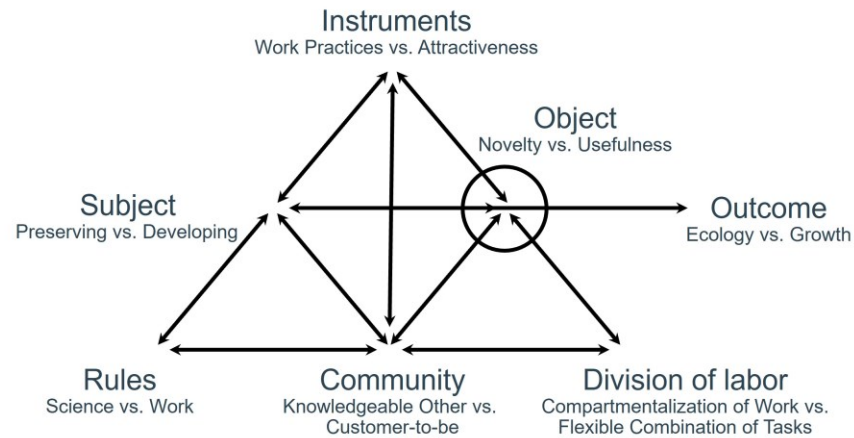 Instruments
Work Practices vs. Attractiveness
Object
Novelty vs. Usefulness
Subject
Preserving vs. Developing
Outcome
Ecology vs. Growth
Rules
Science vs. Work
Community
Knowledgeable Other vs.
Customer-to-be
Division of labor
Compartmentalization of Work vs.
Flexible Combination of Tasks